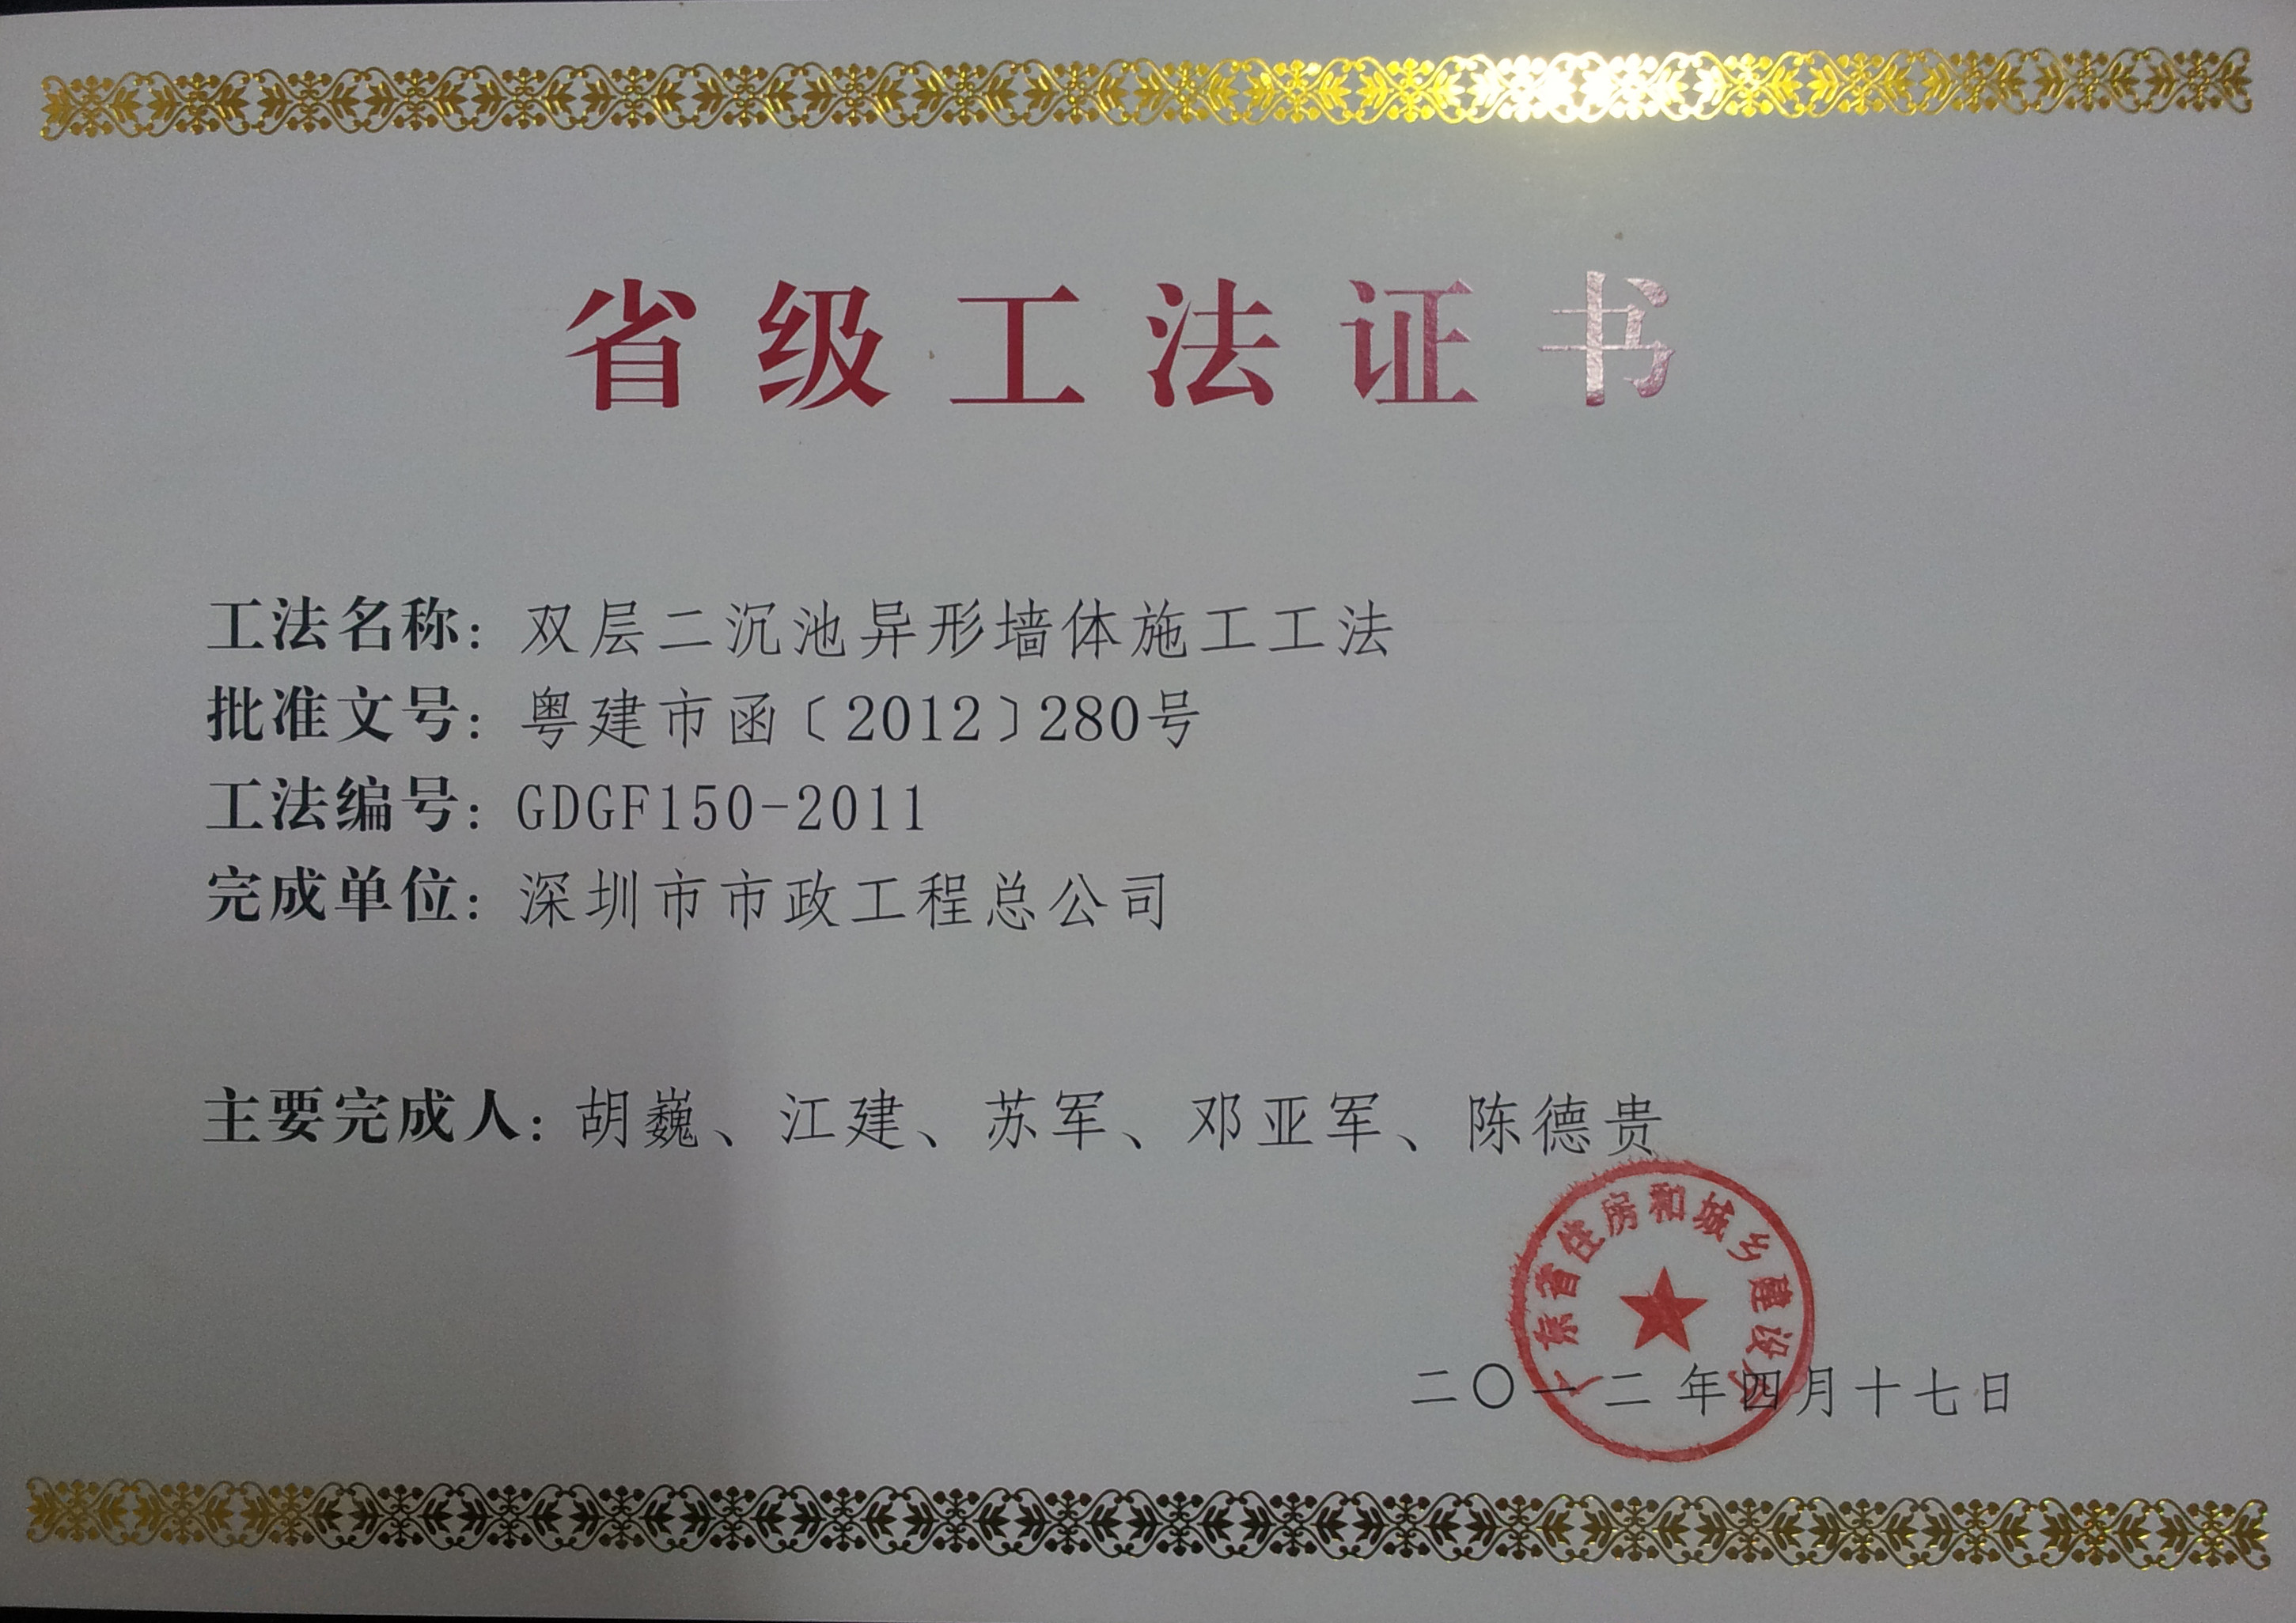 省级工法证书
工法名称：双层二沉池异形墙体施工工法
批准文号：粤建市函〔2012〕280号
工法编号：GDGF150-2011
完成单位：深圳市市政工程总公司
主要完成人：胡巍、江建、苏军、邓亚军、陈德贵
广东省住房和城乡建设厅
二〇一二年四月十七日